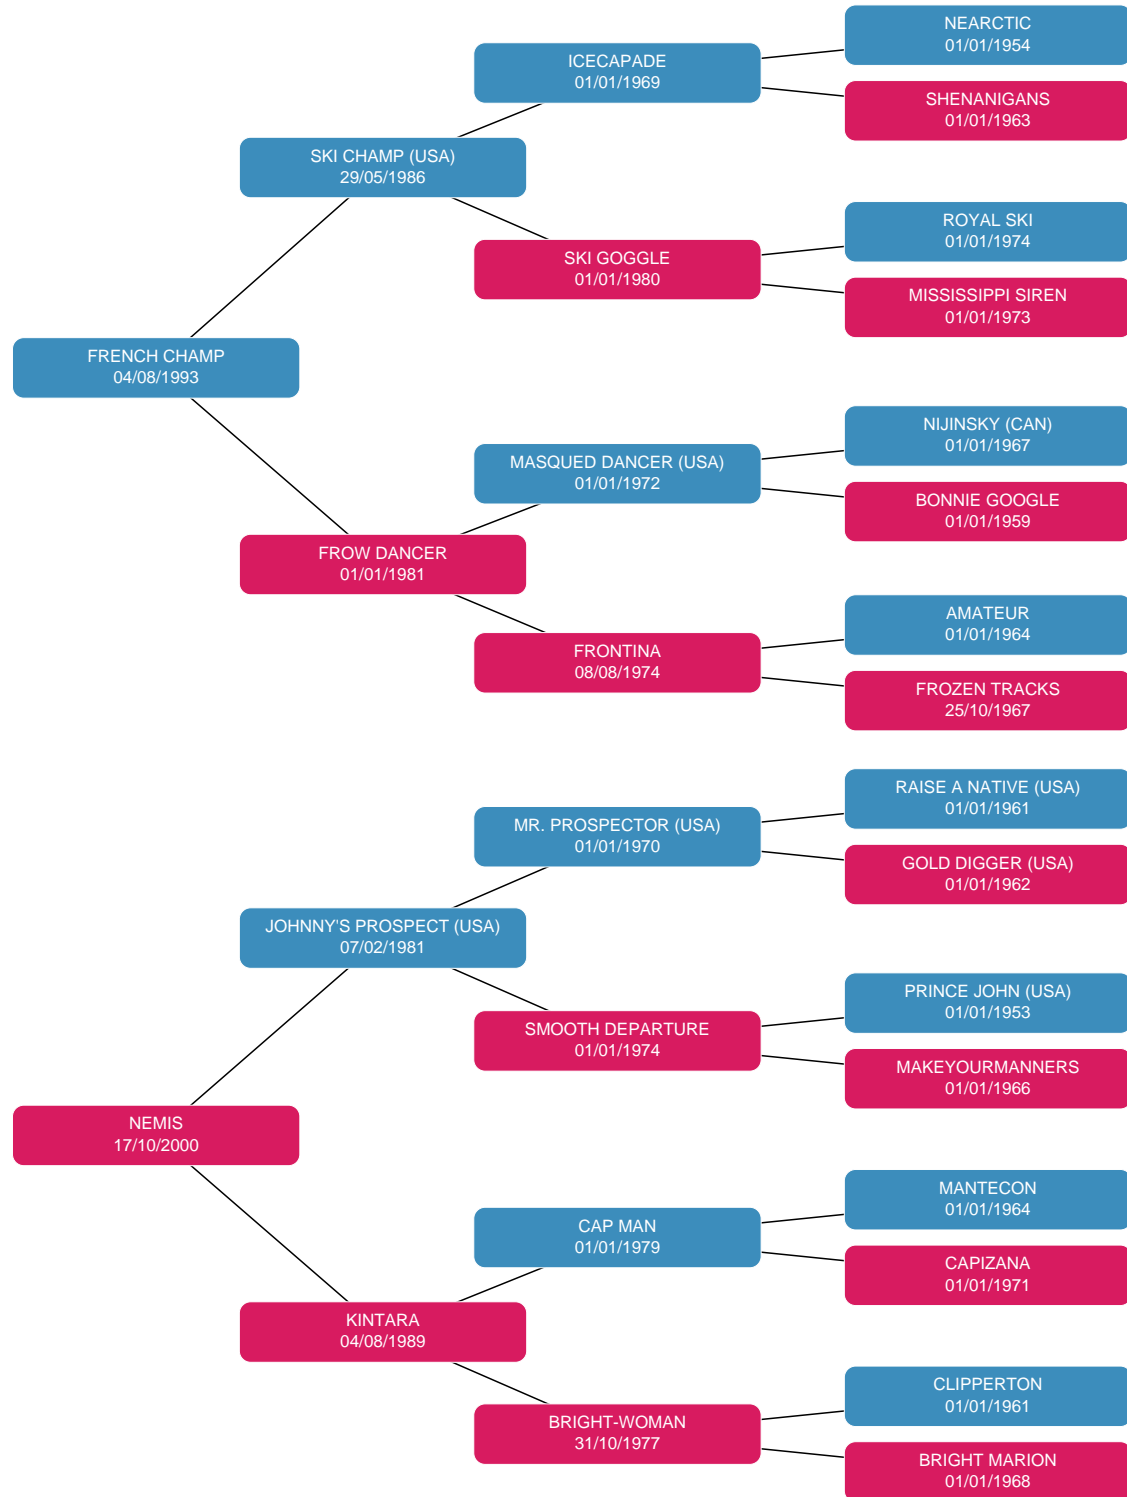 NEARCTIC
01/01/1954
ICECAPADE
01/01/1969
SHENANIGANS
01/01/1963
SKI CHAMP (USA)
29/05/1986
ROYAL SKI
01/01/1974
SKI GOGGLE
01/01/1980
MISSISSIPPI SIREN
01/01/1973
FRENCH CHAMP
04/08/1993
NIJINSKY (CAN)
01/01/1967
MASQUED DANCER (USA)
01/01/1972
BONNIE GOOGLE
01/01/1959
FROW DANCER
01/01/1981
AMATEUR
01/01/1964
FRONTINA
08/08/1974
FROZEN TRACKS
25/10/1967
RAISE A NATIVE (USA)
01/01/1961
MR. PROSPECTOR (USA)
01/01/1970
GOLD DIGGER (USA)
01/01/1962
JOHNNY'S PROSPECT (USA)
07/02/1981
PRINCE JOHN (USA)
01/01/1953
SMOOTH DEPARTURE
01/01/1974
MAKEYOURMANNERS
01/01/1966
NEMIS
17/10/2000
MANTECON
01/01/1964
CAP MAN
01/01/1979
CAPIZANA
01/01/1971
KINTARA
04/08/1989
CLIPPERTON
01/01/1961
BRIGHT-WOMAN
31/10/1977
BRIGHT MARION
01/01/1968